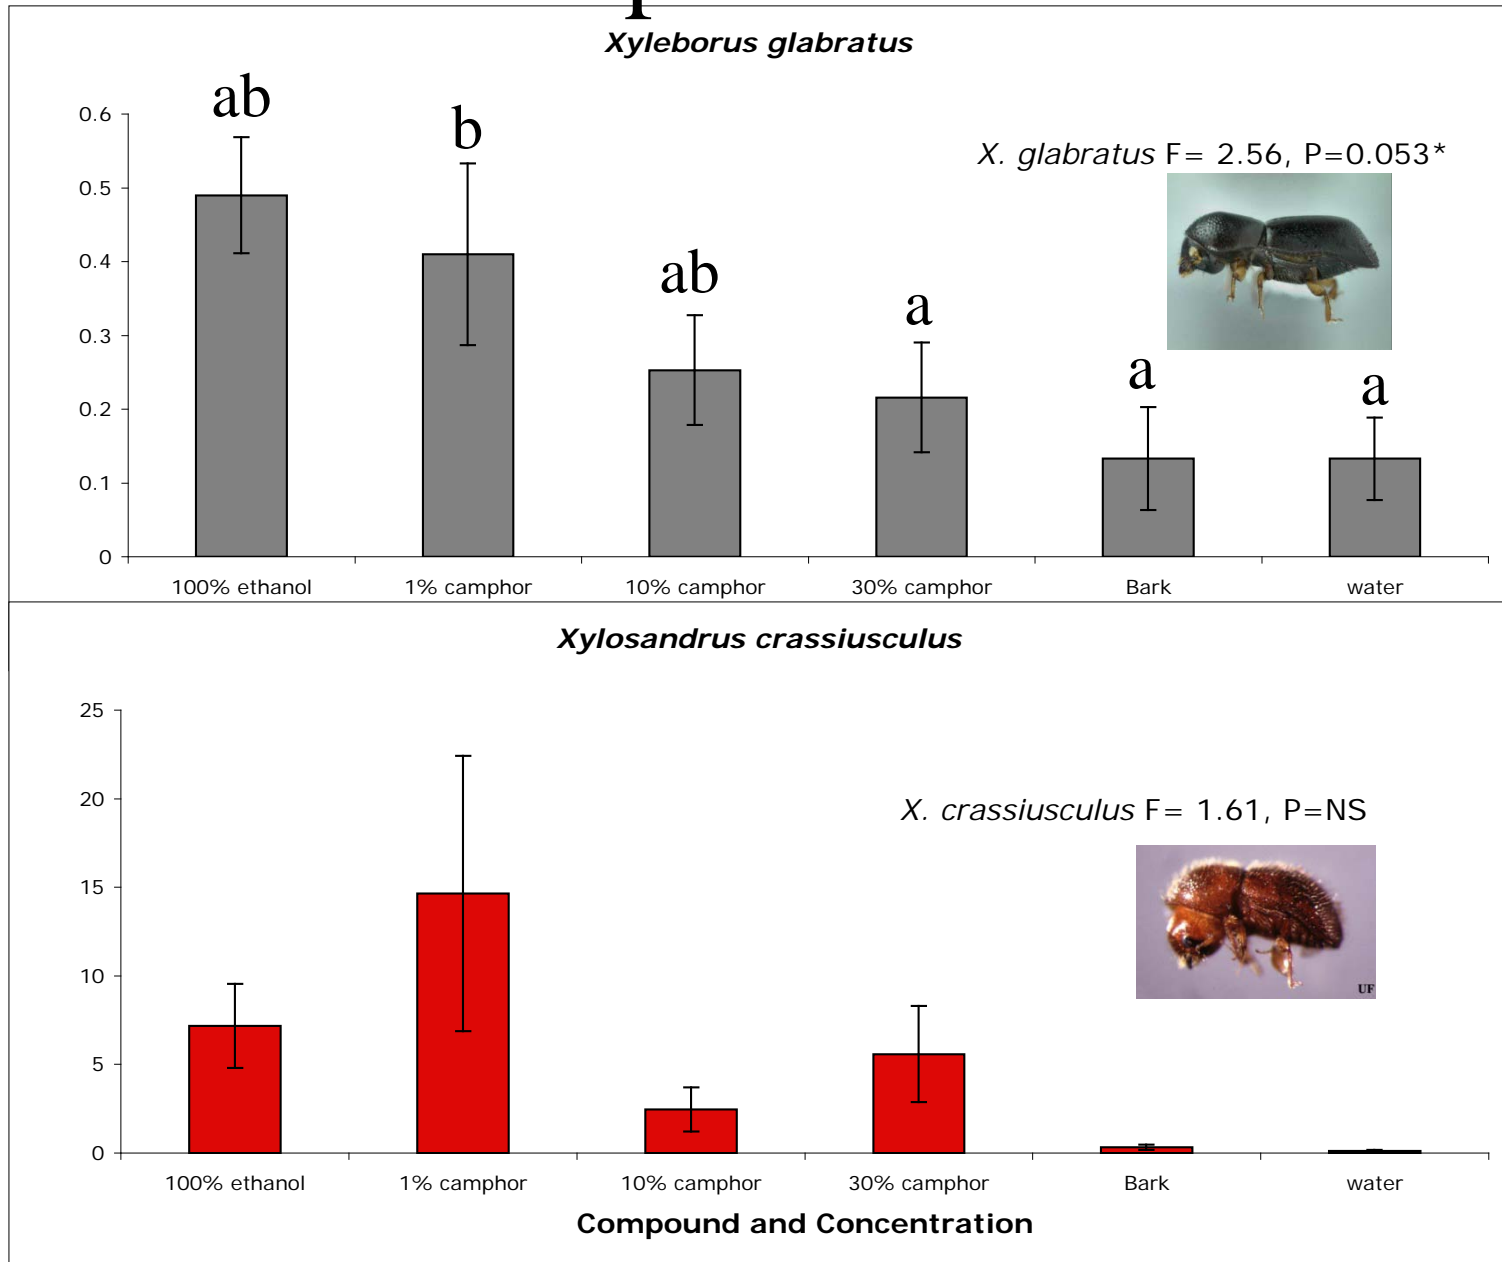 Xyleborus glabratus
ab
b
ab
a
a
a
X. glabratus F= 2.56, P=0.053*
0.6
0.5
0.4
0.3
0.2
0.1
0
100% ethanol
1% camphor
10% camphor
30% camphor
Bark
water
Xylosandrus crassiusculus
X. crassiusculus F= 1.61, P=NS
UF
25
20
15
10
5
0
100% ethanol
1% camphor
10% camphor
30% camphor
Bark
water
Compound and Concentration